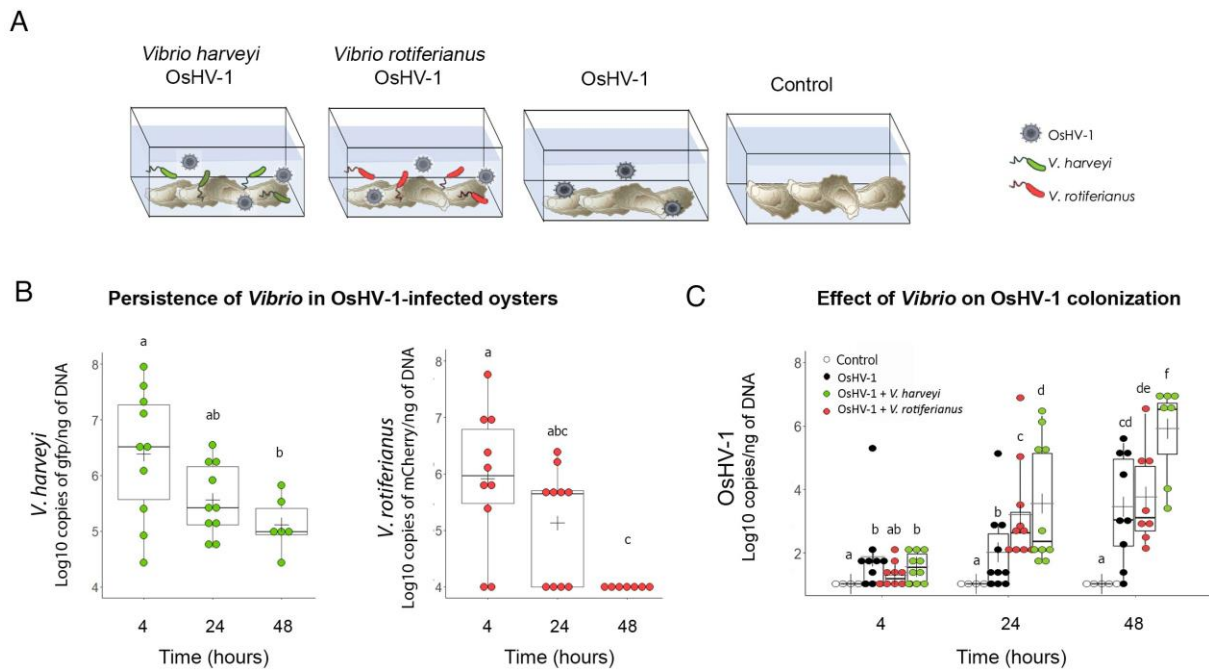 A
Vibrio harveyi
OsHV-1
Vibrio rotiferianus
OsHV-1
OsHV-1
Control
OsHV-1
V. harveyi
V. rotiferianus
B
Persistence of Vibrio in OsHV-1-infected oysters
V. harveyi
Log10 copies of gfp/ng of DNA
8
7
6
5
4
a
ab
b
4 24 48
Time (hours)
V. rotiferianus
Log10 copies of mCherry/ng of DNA
8
7
6
5
4
a
abc
c
4 24 48
Time (hours)
C
Effect of Vibrio on OsHV-1 colonization
OsHV-1
Log10 copies/ng of DNA
8
6
4
2
Control
OsHV-1
OsHV-1 + V. harveyi
OsHV-1 + V. rotiferianus
a b ab b
a b c d
a cd de f
4 24 48
Time (hours)